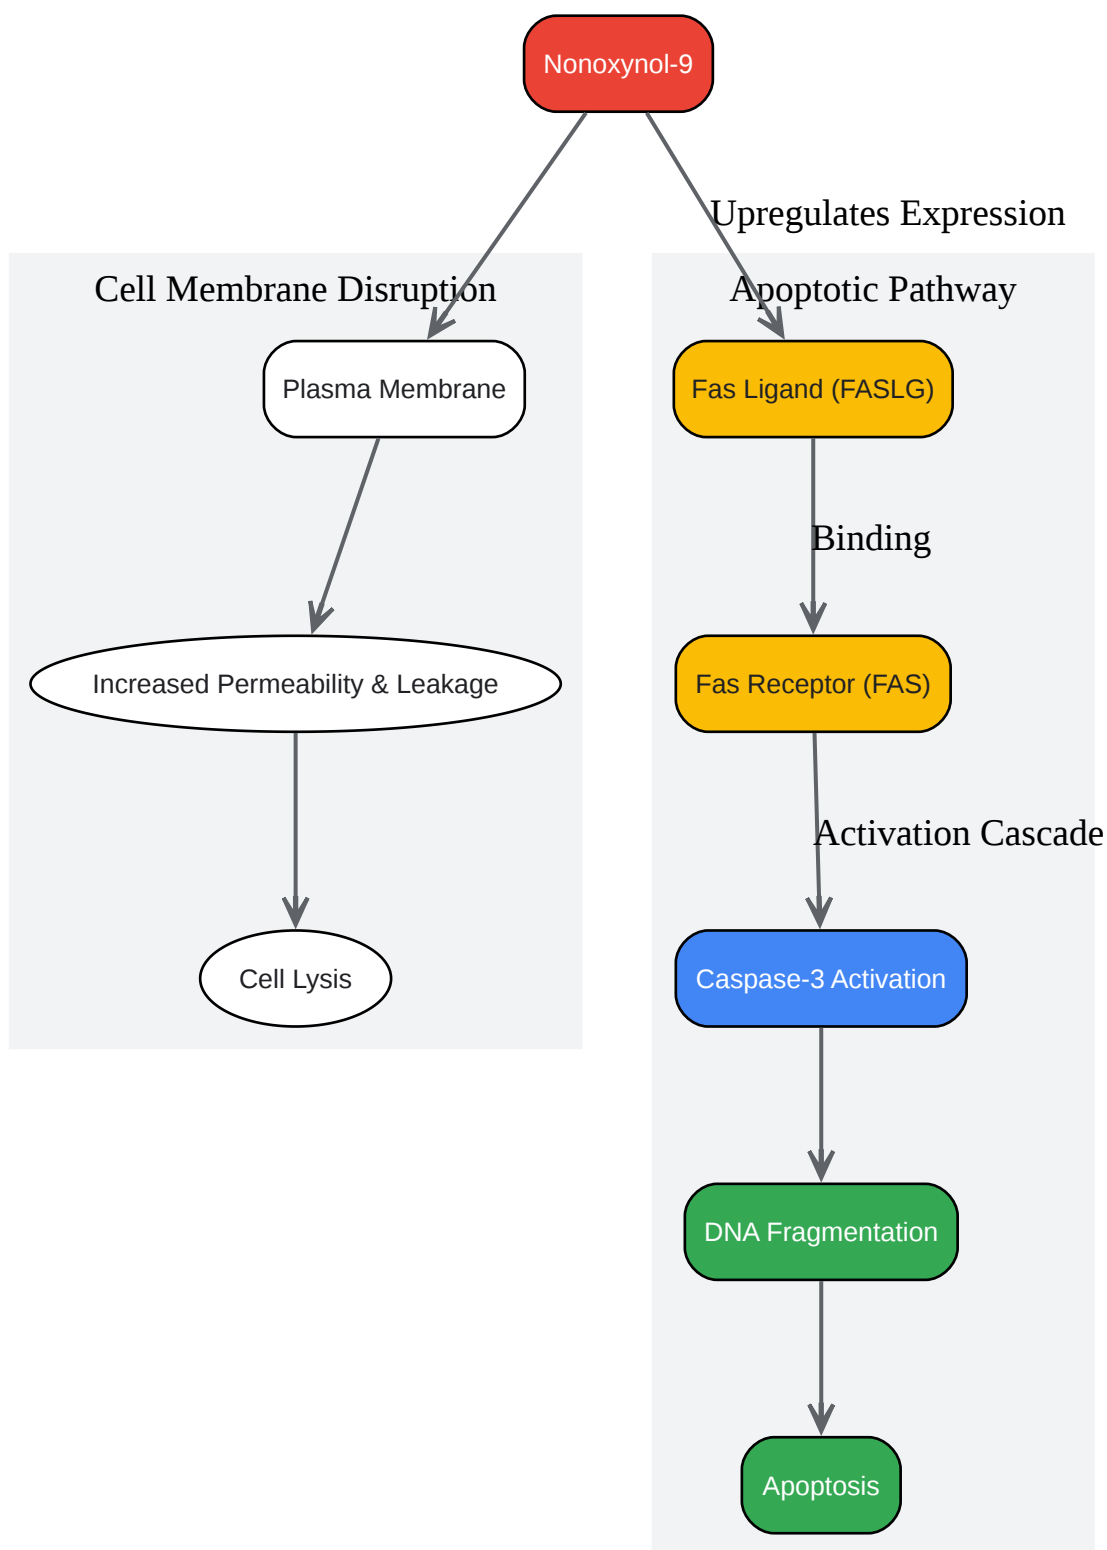 Nonoxynol-9
Upregulates Expression
Cell Membrane Disruption
Plasma Membrane
Increased Permeability & Leakage
Cell Lysis
Apoptotic Pathway
Fas Ligand (FASLG)
Binding
Fas Receptor (FAS)
Activation Cascade
Caspase-3 Activation
DNA Fragmentation
Apoptosis